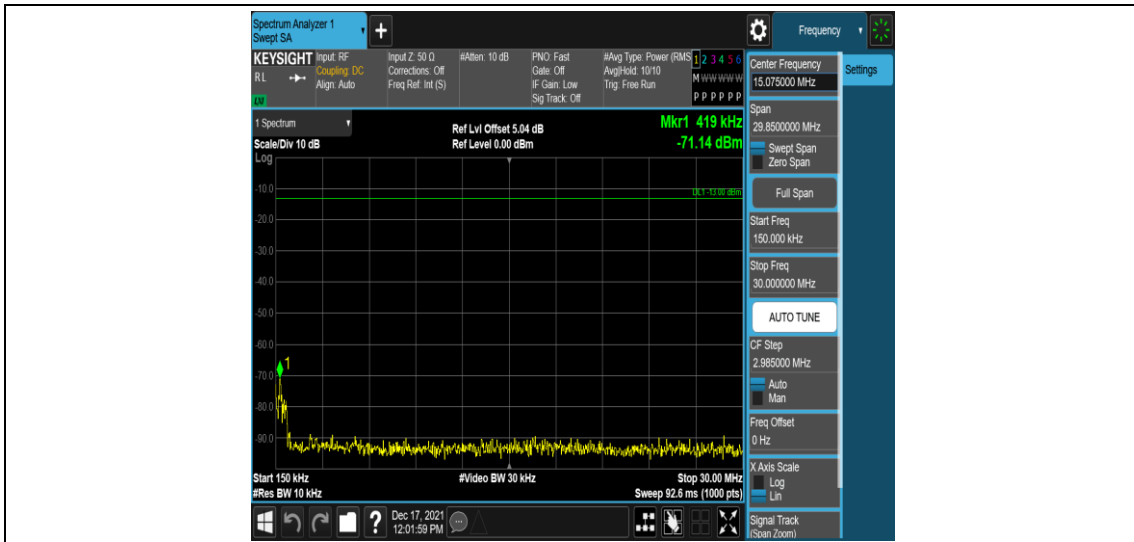 Spectrum Analyzer 1
Swept SA
+
Frequency
KEYSIGHT
RL
LXI
Input: RF
Coupling: DC
Align: Auto
Input Z: 50 Ω
Corrections: Off
Freq Ref: Int (S)
#Atten: 10 dB
PNO: Fast
Gate: Off
IF Gain: Low
Sig Track: Off
#Avg Type: Power (RMS
Avg|Hold: 10/10
Trig: Free Run
1 2 3 4 5 6
M W W W W W
P P P P P P
Center Frequency
15.075000 MHz
Settings
Span
29.8500000 MHz
Swept Span
Zero Span
Full Span
Start Freq
150.000 kHz
Stop Freq
30.000000 MHz
AUTO TUNE
CF Step
2.985000 MHz
Auto
Man
Freq Offset
0 Hz
X Axis Scale
Log
Lin
Signal Track
(Span Zoom)
1 Spectrum
Scale/Div 10 dB
Ref Lvl Offset 5.04 dB
Ref Level 0.00 dBm
Mkr1 419 kHz
-71.14 dBm
Log
DL1 -13.00 dBm
-10.0
-20.0
-30.0
-40.0
-50.0
-60.0
1
-70.0
-80.0
-90.0
Start 150 kHz
#Video BW 30 kHz
Stop 30.00 MHz
#Res BW 10 kHz
Sweep 92.6 ms (1000 pts)
?
Dec 17, 2021
12:01:59 PM